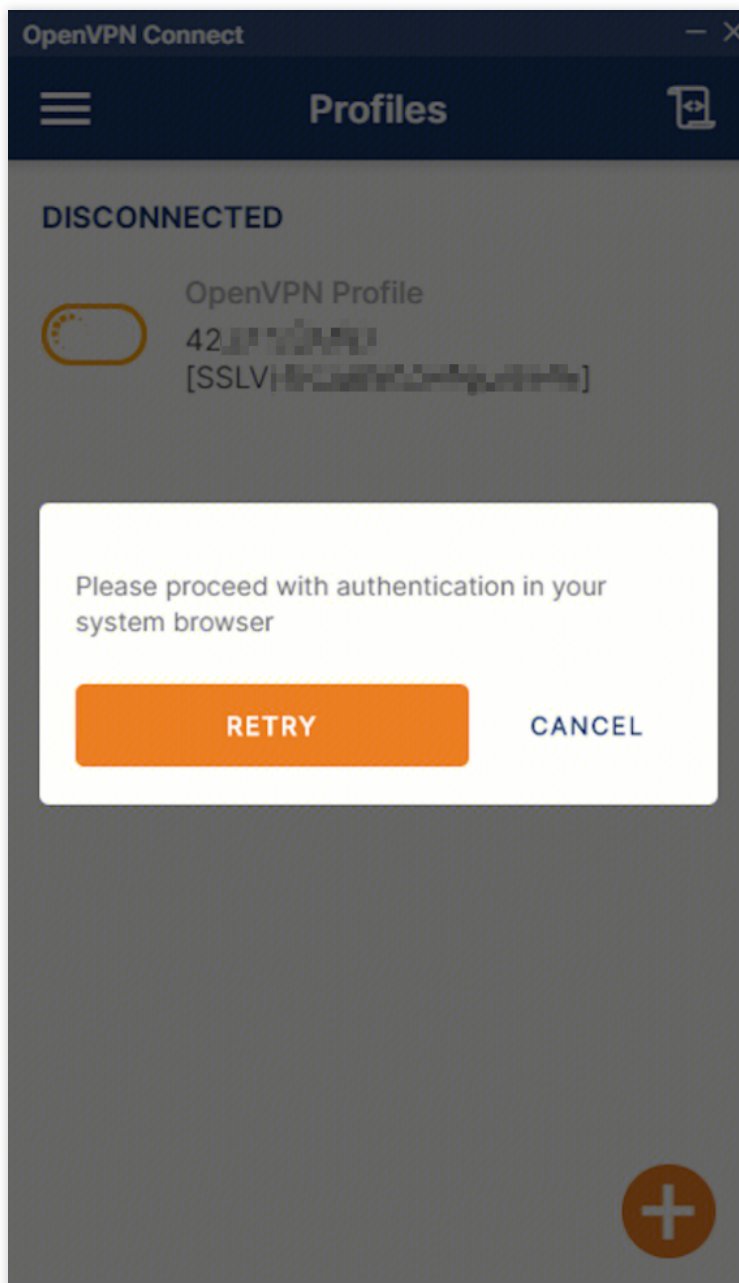 OpenVPN Connect
Profiles
DISCONNECTED
OpenVPN Profile
42
[SSLV ]
Please proceed with authentication in your
system browser
RETRY
CANCEL